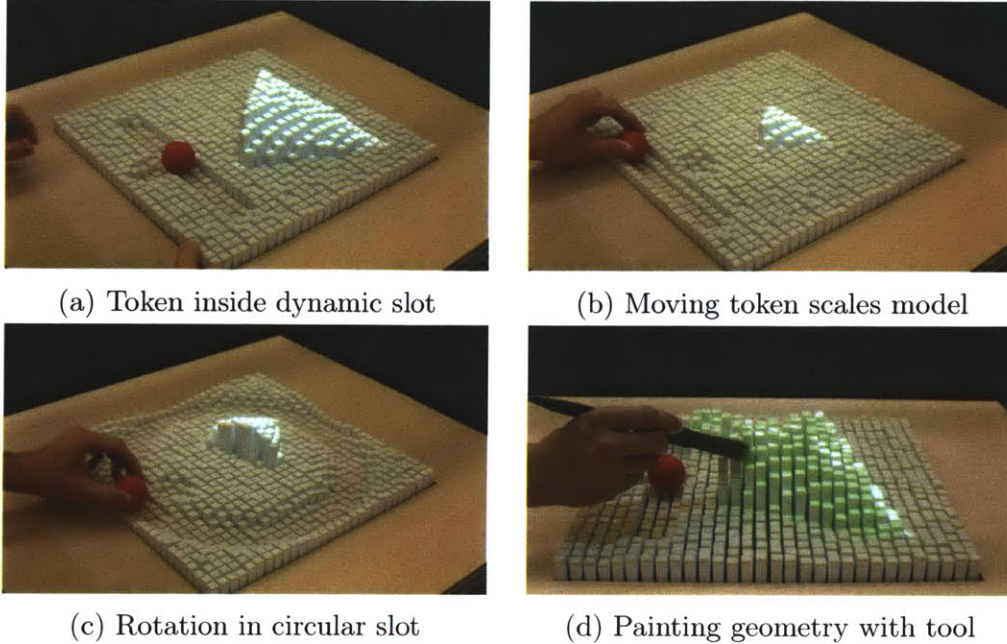 (a) Token inside dynamic slot
(b) Moving token scales model
(c) Rotation in circular slot
(d) Painting geometry with tool